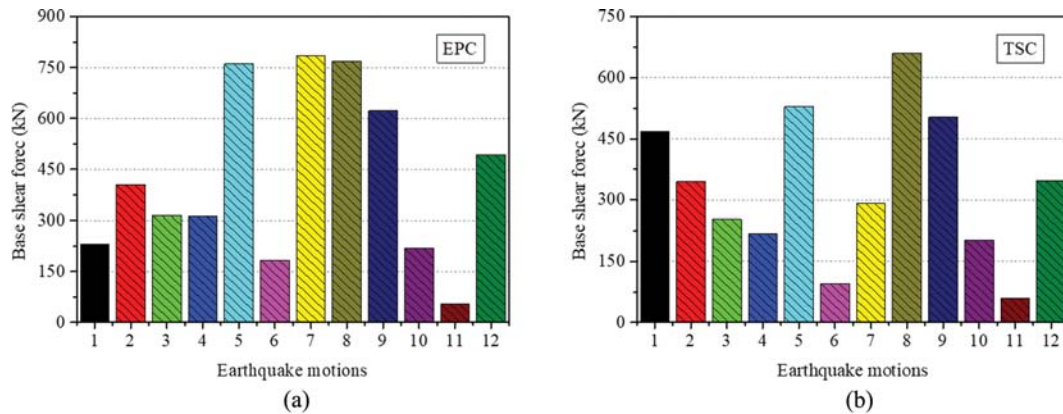 900
750
600
450
300
150
0
Base shear forec (kN)
EPC
1 2 3 4 5 6 7 8 9 10 11 12
Earthquake motions
(a)
750
600
450
300
150
0
Base shear forec (kN)
TSC
1 2 3 4 5 6 7 8 9 10 11 12
Earthquake motions
(b)